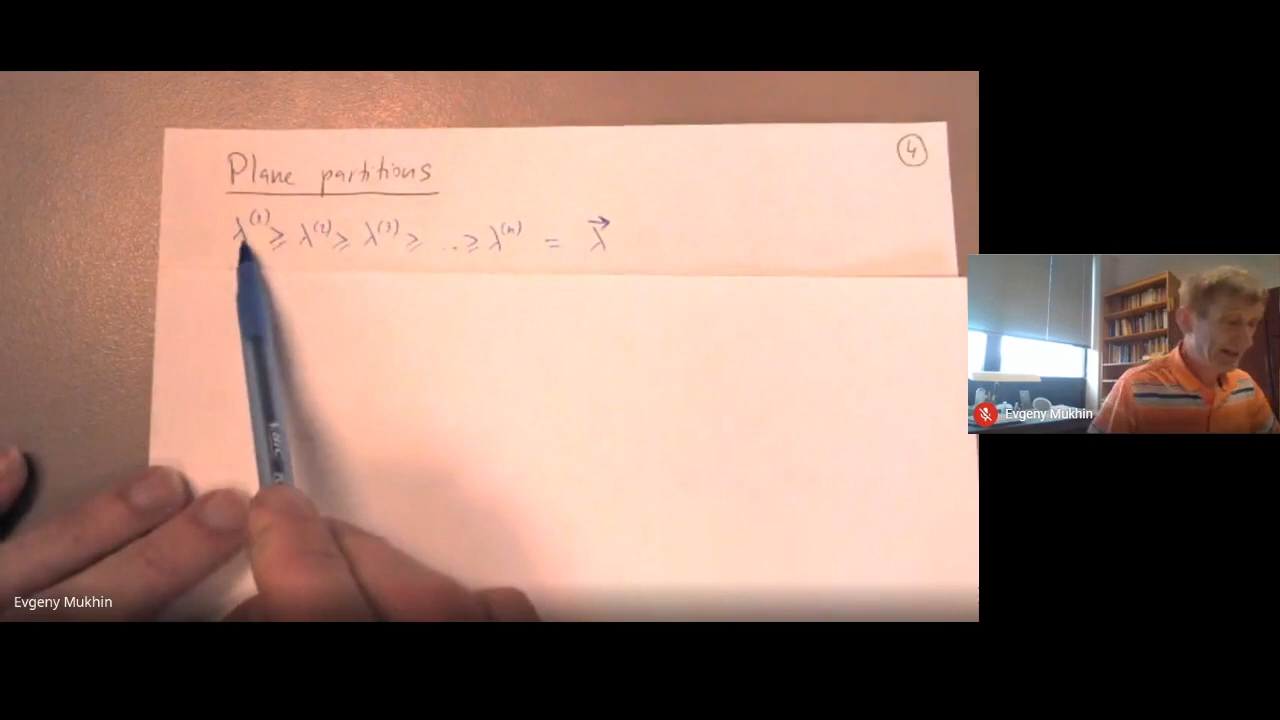 ④
Plane partitions
λ⁽¹⁾ ≥ λ⁽²⁾ ≥ λ⁽³⁾ ≥ ... ≥ λ⁽ⁿ⁾ = λ⃗
Evgeny Mukhin
Evgeny Mukhin